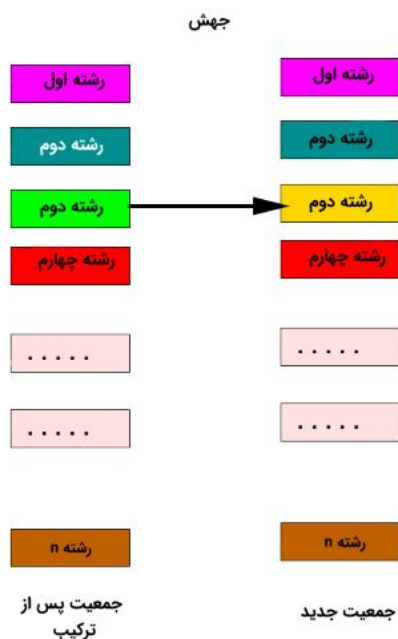 جهش
رشته اول
رشته اول
رشته دوم
رشته دوم
رشته دوم
رشته دوم
رشته چهارم
رشته چهارم
. . . . .
. . . . .
. . . . .
. . . . .
رشته n
رشته n
جمعیت جدید
جمعیت پس از
ترکیب